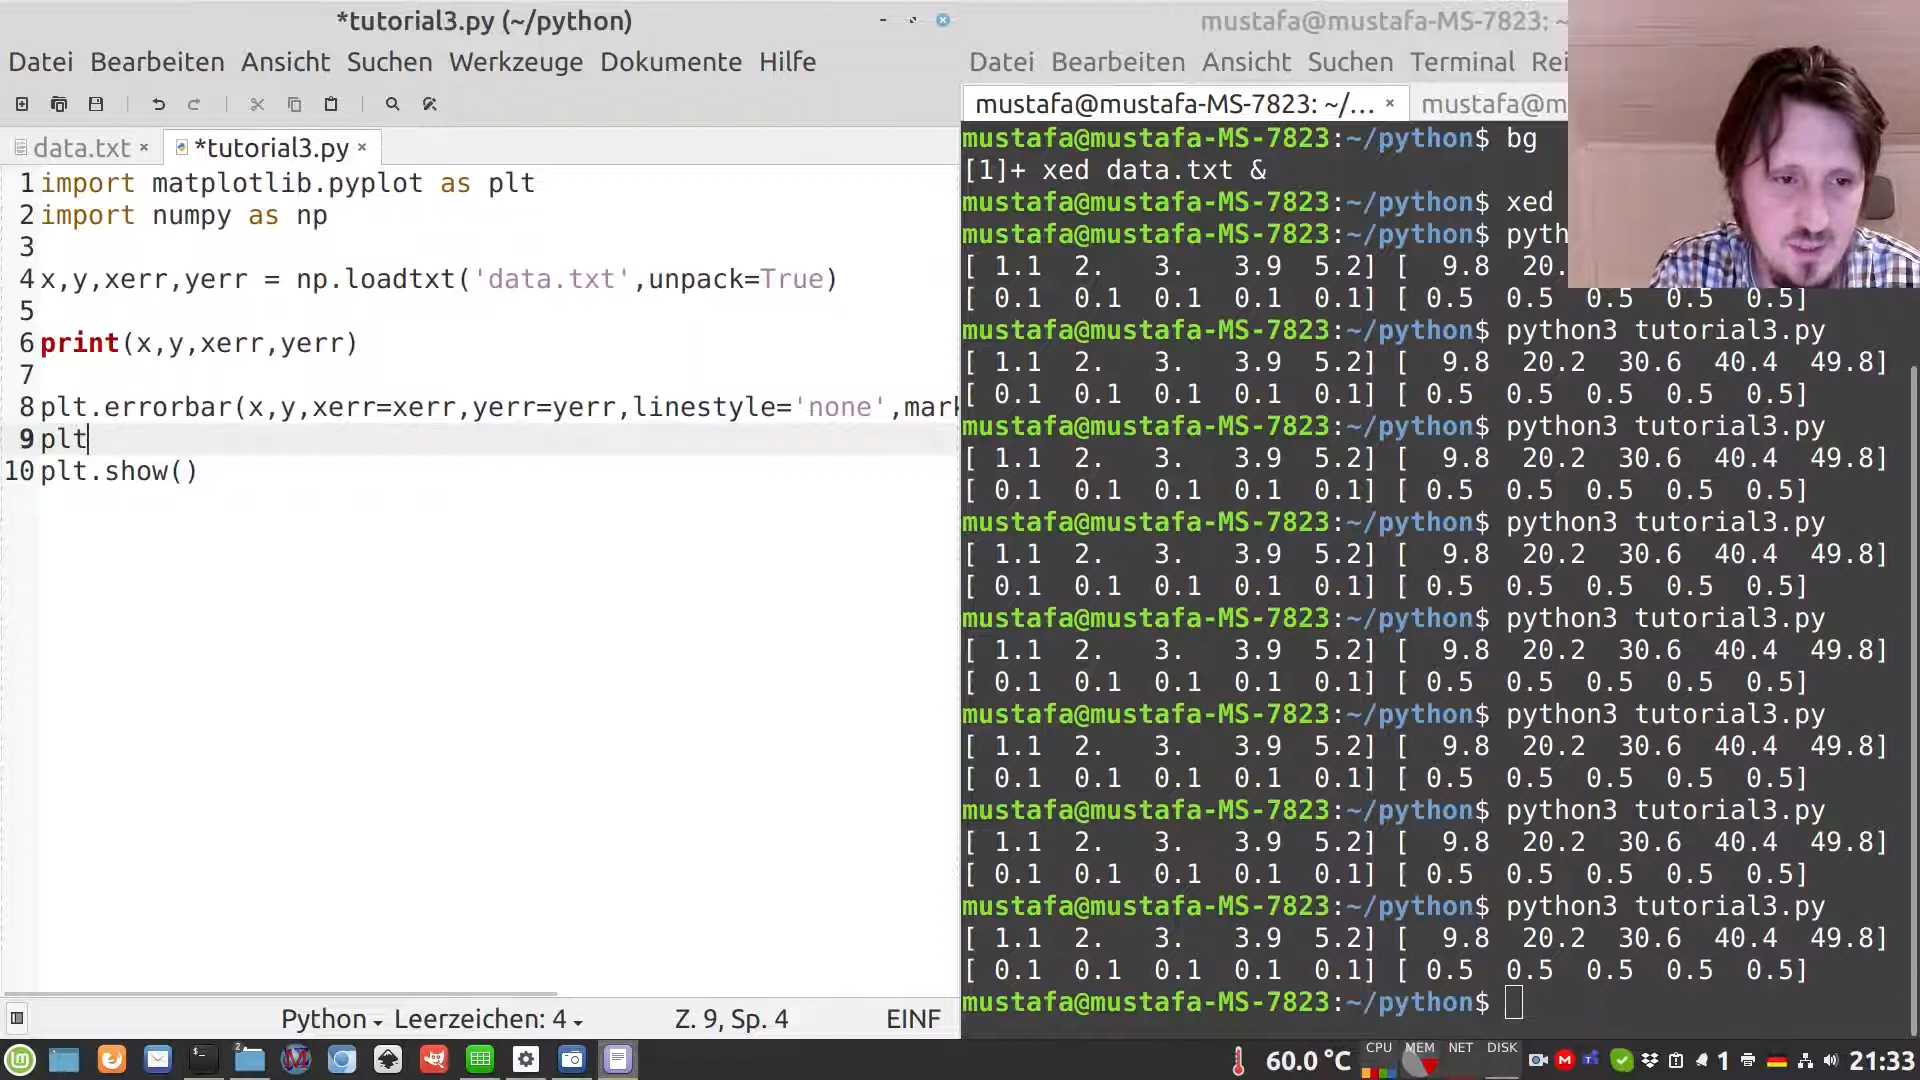 *tutorial3.py (~/python)
Datei Bearbeiten Ansicht Suchen Werkzeuge Dokumente Hilfe
data.txt
*tutorial3.py
1 import matplotlib.pyplot as plt
2 import numpy as np
3
4 x,y,xerr,yerr = np.loadtxt('data.txt',unpack=True)
5
6 print(x,y,xerr,yerr)
7
8 plt.errorbar(x,y,xerr=xerr,yerr=yerr,linestyle='none',mark
9 plt
10 plt.show()
Python Leerzeichen: 4 Z. 9, Sp. 4 EINF
mustafa@mustafa-MS-7823: ~
Datei Bearbeiten Ansicht Suchen Terminal Rei
mustafa@mustafa-MS-7823: ~/… mustafa@m
mustafa@mustafa-MS-7823:~/python$ bg
[1]+ xed data.txt &
mustafa@mustafa-MS-7823:~/python$ xed
mustafa@mustafa-MS-7823:~/python$ pyth
[ 1.1 2. 3. 3.9 5.2] [ 9.8 20.
[ 0.1 0.1 0.1 0.1 0.1] [ 0.5 0.5 0.5 0.5 0.5]
mustafa@mustafa-MS-7823:~/python$ python3 tutorial3.py
[ 1.1 2. 3. 3.9 5.2] [ 9.8 20.2 30.6 40.4 49.8]
[ 0.1 0.1 0.1 0.1 0.1] [ 0.5 0.5 0.5 0.5 0.5]
mustafa@mustafa-MS-7823:~/python$ python3 tutorial3.py
[ 1.1 2. 3. 3.9 5.2] [ 9.8 20.2 30.6 40.4 49.8]
[ 0.1 0.1 0.1 0.1 0.1] [ 0.5 0.5 0.5 0.5 0.5]
mustafa@mustafa-MS-7823:~/python$ python3 tutorial3.py
[ 1.1 2. 3. 3.9 5.2] [ 9.8 20.2 30.6 40.4 49.8]
[ 0.1 0.1 0.1 0.1 0.1] [ 0.5 0.5 0.5 0.5 0.5]
mustafa@mustafa-MS-7823:~/python$ python3 tutorial3.py
[ 1.1 2. 3. 3.9 5.2] [ 9.8 20.2 30.6 40.4 49.8]
[ 0.1 0.1 0.1 0.1 0.1] [ 0.5 0.5 0.5 0.5 0.5]
mustafa@mustafa-MS-7823:~/python$ python3 tutorial3.py
[ 1.1 2. 3. 3.9 5.2] [ 9.8 20.2 30.6 40.4 49.8]
[ 0.1 0.1 0.1 0.1 0.1] [ 0.5 0.5 0.5 0.5 0.5]
mustafa@mustafa-MS-7823:~/python$ python3 tutorial3.py
[ 1.1 2. 3. 3.9 5.2] [ 9.8 20.2 30.6 40.4 49.8]
[ 0.1 0.1 0.1 0.1 0.1] [ 0.5 0.5 0.5 0.5 0.5]
mustafa@mustafa-MS-7823:~/python$ python3 tutorial3.py
[ 1.1 2. 3. 3.9 5.2] [ 9.8 20.2 30.6 40.4 49.8]
[ 0.1 0.1 0.1 0.1 0.1] [ 0.5 0.5 0.5 0.5 0.5]
mustafa@mustafa-MS-7823:~/python$
2 60.0 °C CPU MEM NET DISK 1 21:33